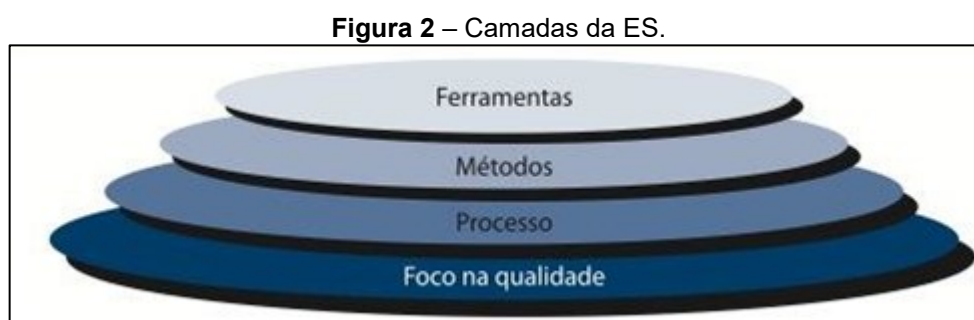 Figura 2 – Camadas da ES.
Ferramentas
Métodos
Processo
Foco na qualidade